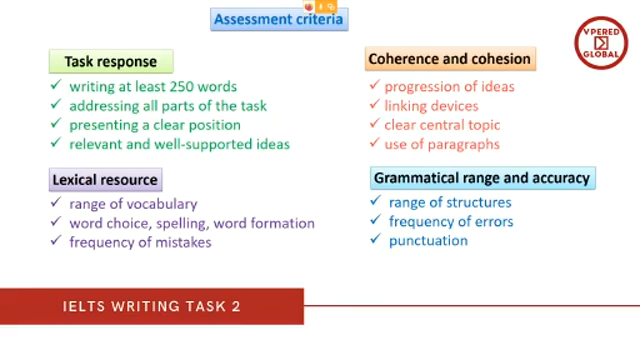 Assessment criteria
VPERED
GLOBAL
Task response
✓ writing at least 250 words
✓ addressing all parts of the task
✓ presenting a clear position
✓ relevant and well-supported ideas
Coherence and cohesion
✓ progression of ideas
✓ linking devices
✓ clear central topic
✓ use of paragraphs
Lexical resource
✓ range of vocabulary
✓ word choice, spelling, word formation
✓ frequency of mistakes
Grammatical range and accuracy
✓ range of structures
✓ frequency of errors
✓ punctuation
IELTS WRITING TASK 2